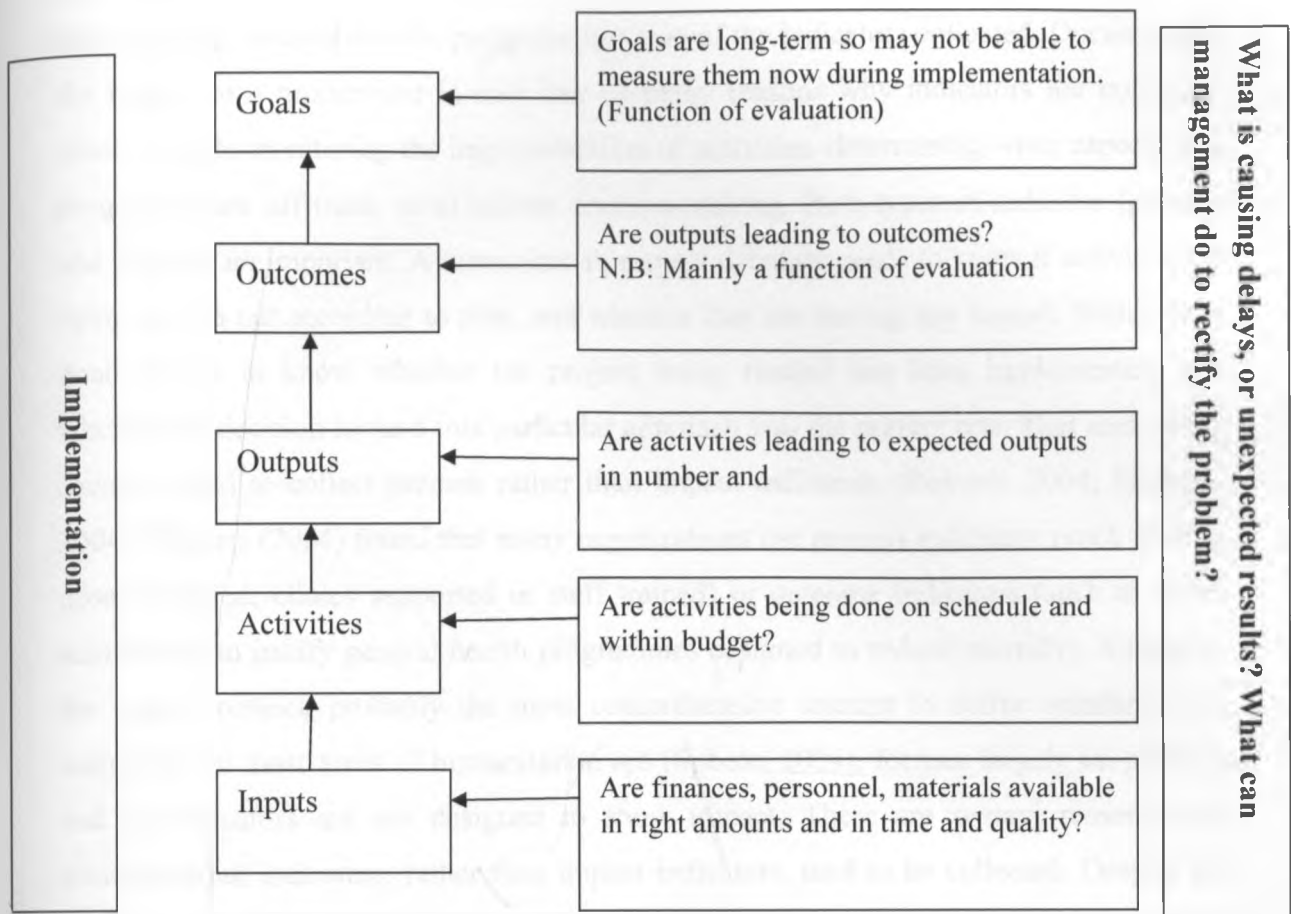 Implementation
Goals
Goals are long-term so may not be able to
measure them now during implementation.
(Function of evaluation)
Outcomes
Are outputs leading to outcomes?
N.B: Mainly a function of evaluation
Outputs
Are activities leading to expected outputs
in number and
Activities
Are activities being done on schedule and
within budget?
Inputs
Are finances, personnel, materials available
in right amounts and in time and quality?
What is causing delays, or unexpected results? What can
management do to rectify the problem?